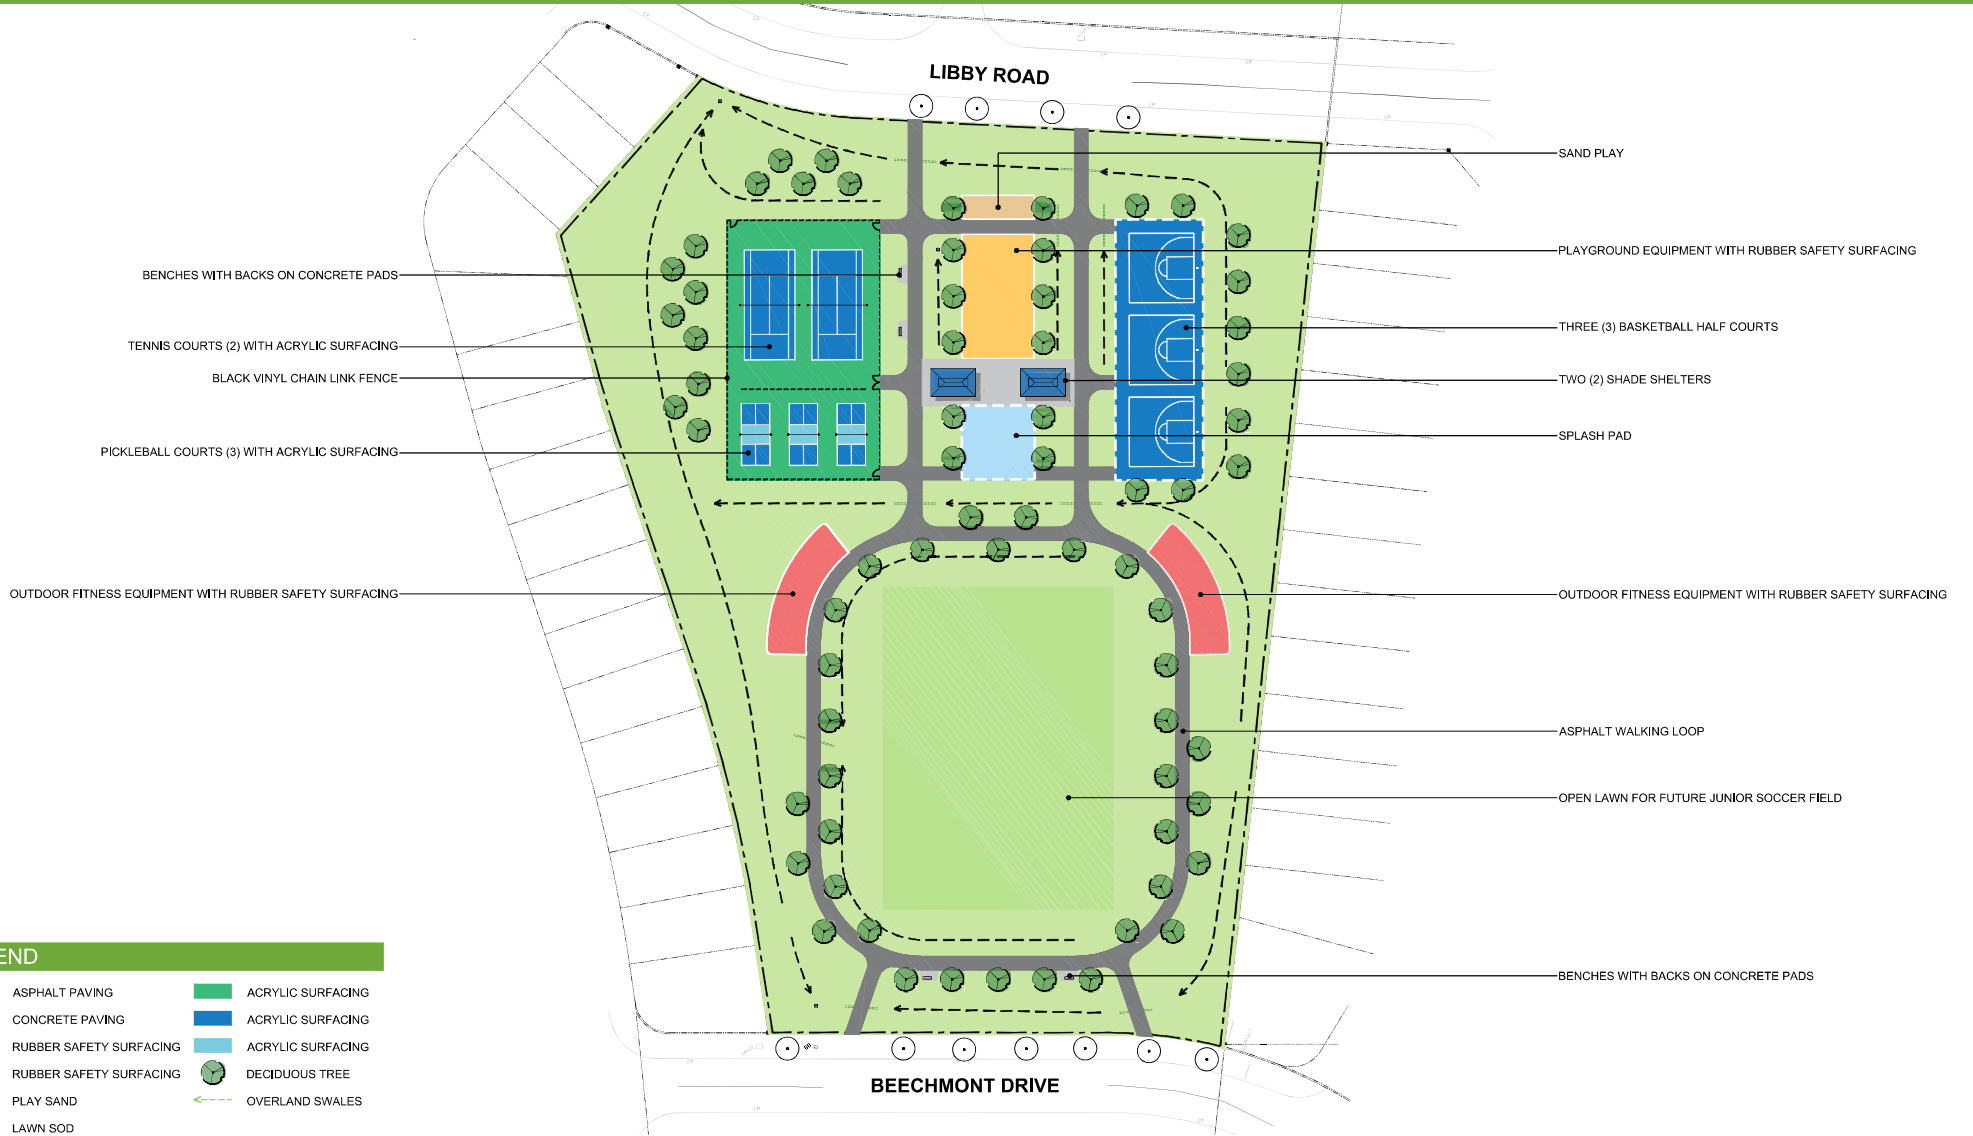 LIBBY ROAD
SAND PLAY
PLAYGROUND EQUIPMENT WITH RUBBER SAFETY SURFACING
BENCHES WITH BACKS ON CONCRETE PADS
THREE (3) BASKETBALL HALF COURTS
TENNIS COURTS (2) WITH ACRYLIC SURFACING
BLACK VINYL CHAIN LINK FENCE
TWO (2) SHADE SHELTERS
SPLASH PAD
PICKLEBALL COURTS (3) WITH ACRYLIC SURFACING
OUTDOOR FITNESS EQUIPMENT WITH RUBBER SAFETY SURFACING
OUTDOOR FITNESS EQUIPMENT WITH RUBBER SAFETY SURFACING
ASPHALT WALKING LOOP
OPEN LAWN FOR FUTURE JUNIOR SOCCER FIELD
BENCHES WITH BACKS ON CONCRETE PADS
BEECHMONT DRIVE
END
ASPHALT PAVING
CONCRETE PAVING
RUBBER SAFETY SURFACING
RUBBER SAFETY SURFACING
PLAY SAND
LAWN SOD
ACRYLIC SURFACING
ACRYLIC SURFACING
ACRYLIC SURFACING
DECIDUOUS TREE
OVERLAND SWALES